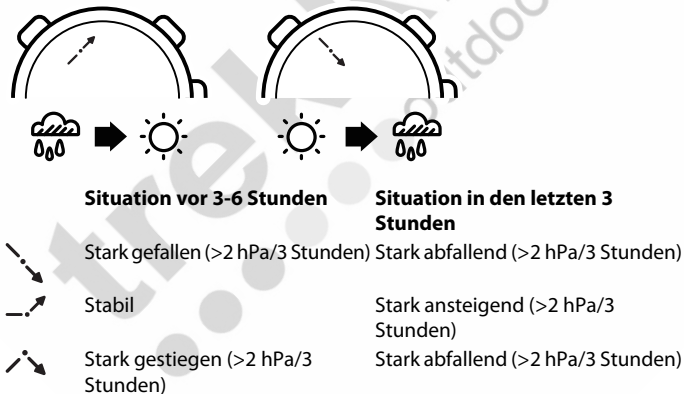 Situation vor 3-6 Stunden Situation in den letzten 3
Stunden
Stark gefallen (>2 hPa/3 Stunden) Stark abfallend (>2 hPa/3 Stunden)
Stabil Stark ansteigend (>2 hPa/3
Stunden)
Stark gestiegen (>2 hPa/3 Stark abfallend (>2 hPa/3 Stunden)
Stunden)